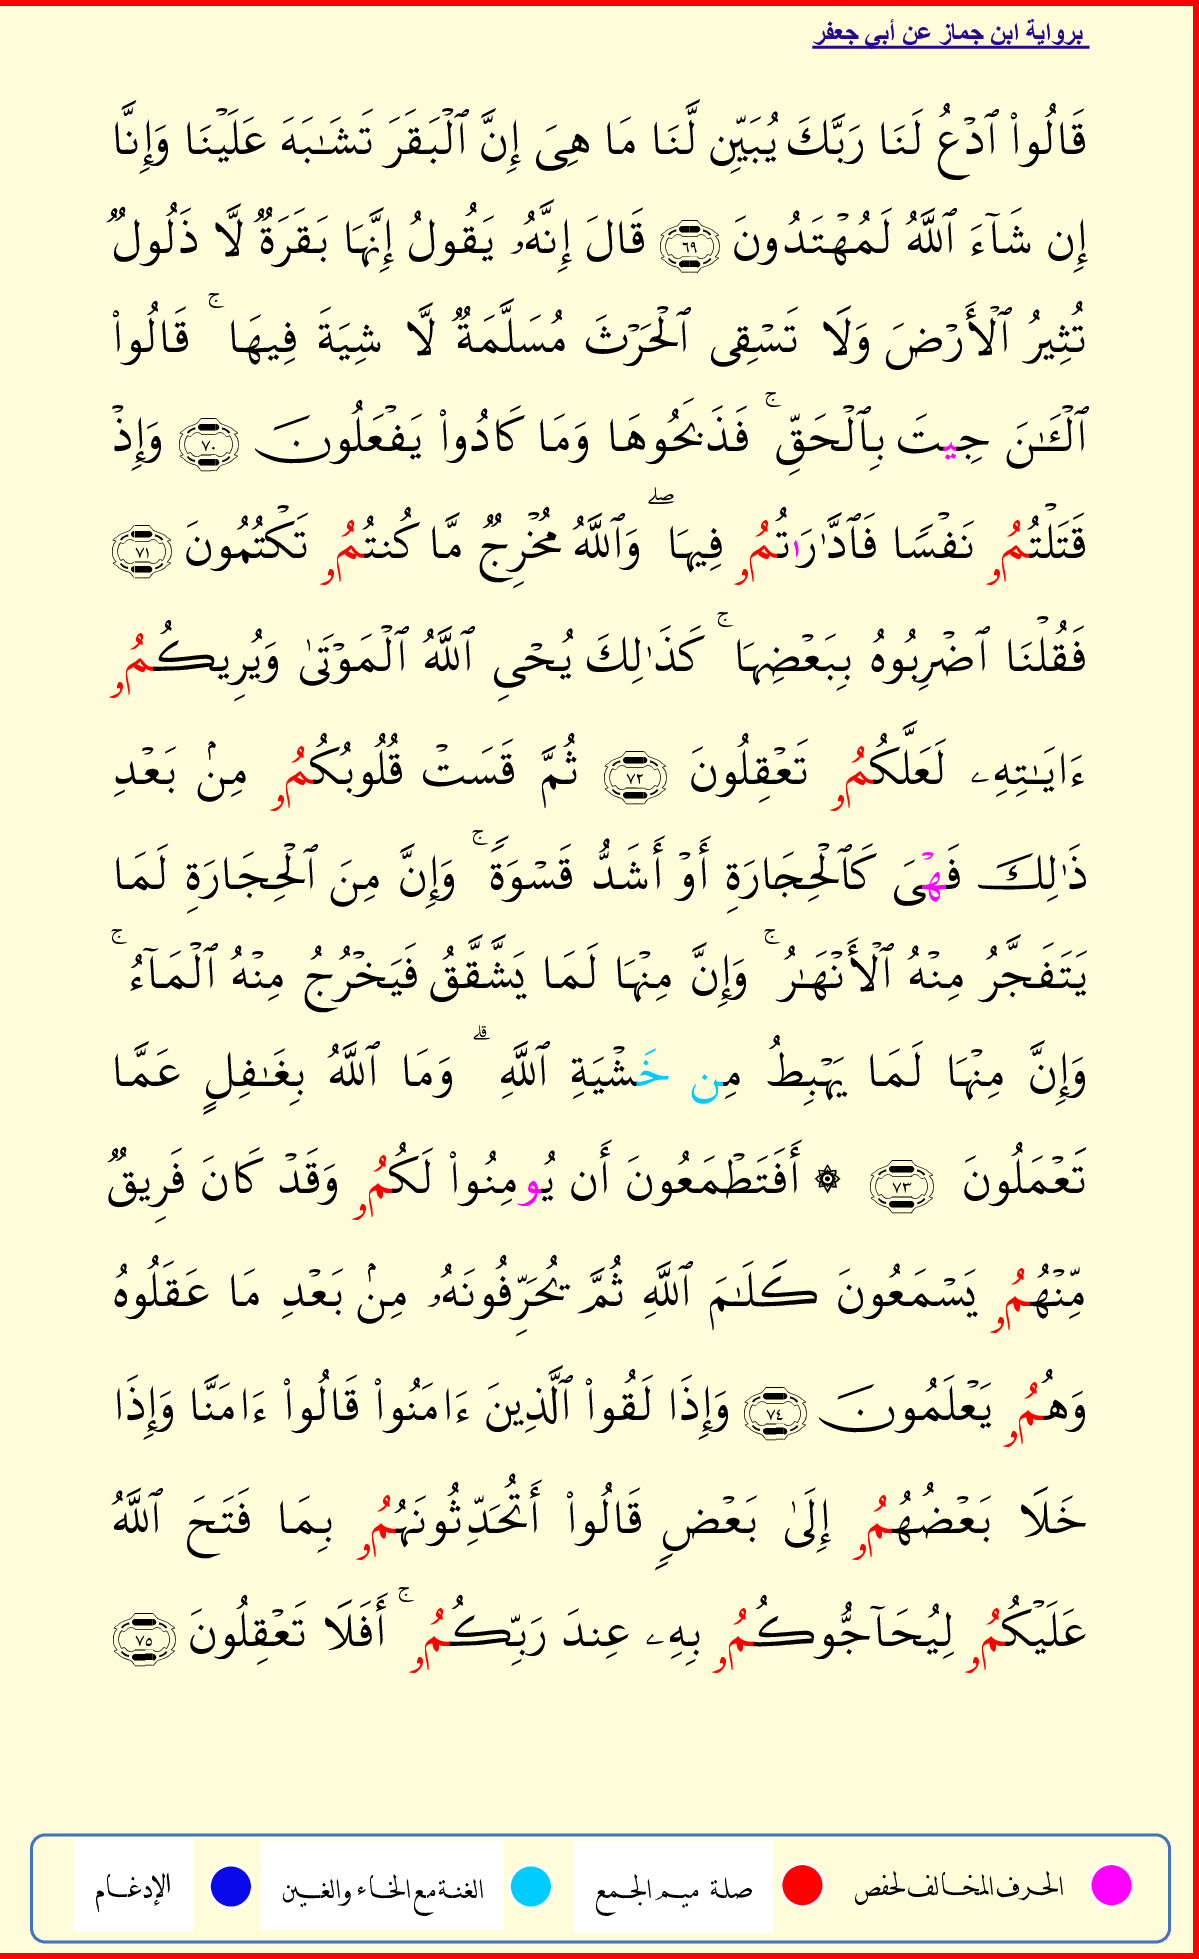 برواية ابن جماز عن أبي جعفر
قَالُوا۟ ٱدۡعُ لَنَا رَبَّكَ يُبَيِّن لَّنَا مَا هِىَ إِنَّ ٱلۡبَقَرَ تَشَـٰبَهَ عَلَيۡنَا وَإِنَّا
إِن شَآءَ ٱللَّهُ لَمُهۡتَدُونَ ٦٩ قَالَ إِنَّهُۥ يَقُولُ إِنَّهَا بَقَرَةٌ لَّا ذَلُولٌ
تُثِيرُ ٱلۡأَرۡضَ وَلَا تَسۡقِى ٱلۡحَرۡثَ مُسَلَّمَةٌ لَّا شِيَةَ فِيهَا ۚ قَالُوا۟
ٱلۡـَٔـٰنَ جِيتَ بِٱلۡحَقِّ ۚ فَذَبَحُوهَا وَمَا كَادُوا۟ يَفۡعَلُونَ ٧٠ وَإِذۡ
قَتَلۡتُمُۥ نَفۡسًا فَٱدَّٰرَاتُمُۥ فِيهَا ۖ وَٱللَّهُ مُخۡرِجٌ مَّا كُنتُمُۥ تَكۡتُمُونَ ٧١
فَقُلۡنَا ٱضۡرِبُوهُ بِبَعۡضِهَا ۚ كَذَٰلِكَ يُحۡىِ ٱللَّهُ ٱلۡمَوۡتَىٰ وَيُرِيكُمُۥ
ءَايَـٰتِهِۦ لَعَلَّكُمُۥ تَعۡقِلُونَ ٧٢ ثُمَّ قَسَتۡ قُلُوبُكُمُۥ مِنۢ بَعۡدِ
ذَٰلِكَ فَهۡىَ كَٱلۡحِجَارَةِ أَوۡ أَشَدُّ قَسۡوَةً ۚ وَإِنَّ مِنَ ٱلۡحِجَارَةِ لَمَا
يَتَفَجَّرُ مِنۡهُ ٱلۡأَنۡهَـٰرُ ۚ وَإِنَّ مِنۡهَا لَمَا يَشَّقَّقُ فَيَخۡرُجُ مِنۡهُ ٱلۡمَآءُ ۚ
وَإِنَّ مِنۡهَا لَمَا يَهۡبِطُ مِن خَشۡيَةِ ٱللَّهِ ۗ وَمَا ٱللَّهُ بِغَـٰفِلٍ عَمَّا
تَعۡمَلُونَ ٧٣ ۞ أَفَتَطۡمَعُونَ أَن يُومِنُوا۟ لَكُمُۥ وَقَدۡ كَانَ فَرِيقٌ
مِّنۡهُمُۥ يَسۡمَعُونَ كَلَـٰمَ ٱللَّهِ ثُمَّ يُحَرِّفُونَهُۥ مِنۢ بَعۡدِ مَا عَقَلُوهُ
وَهُمُۥ يَعۡلَمُونَ ٧٤ وَإِذَا لَقُوا۟ ٱلَّذِينَ ءَامَنُوا۟ قَالُوا۟ ءَامَنَّا وَإِذَا
خَلَا بَعۡضُهُمُۥ إِلَىٰ بَعۡضٍ قَالُوا۟ أَتُحَدِّثُونَهُمُۥ بِمَا فَتَحَ ٱللَّهُ
عَلَيۡكُمُۥ لِيُحَآجُّوكُمُۥ بِهِۦ عِندَ رَبِّكُمُۥ ۚ أَفَلَا تَعۡقِلُونَ ٧٥
الحرف المخالف لحفص صلة ميم الجمع الغنة مع الخاء والغين الإدغام